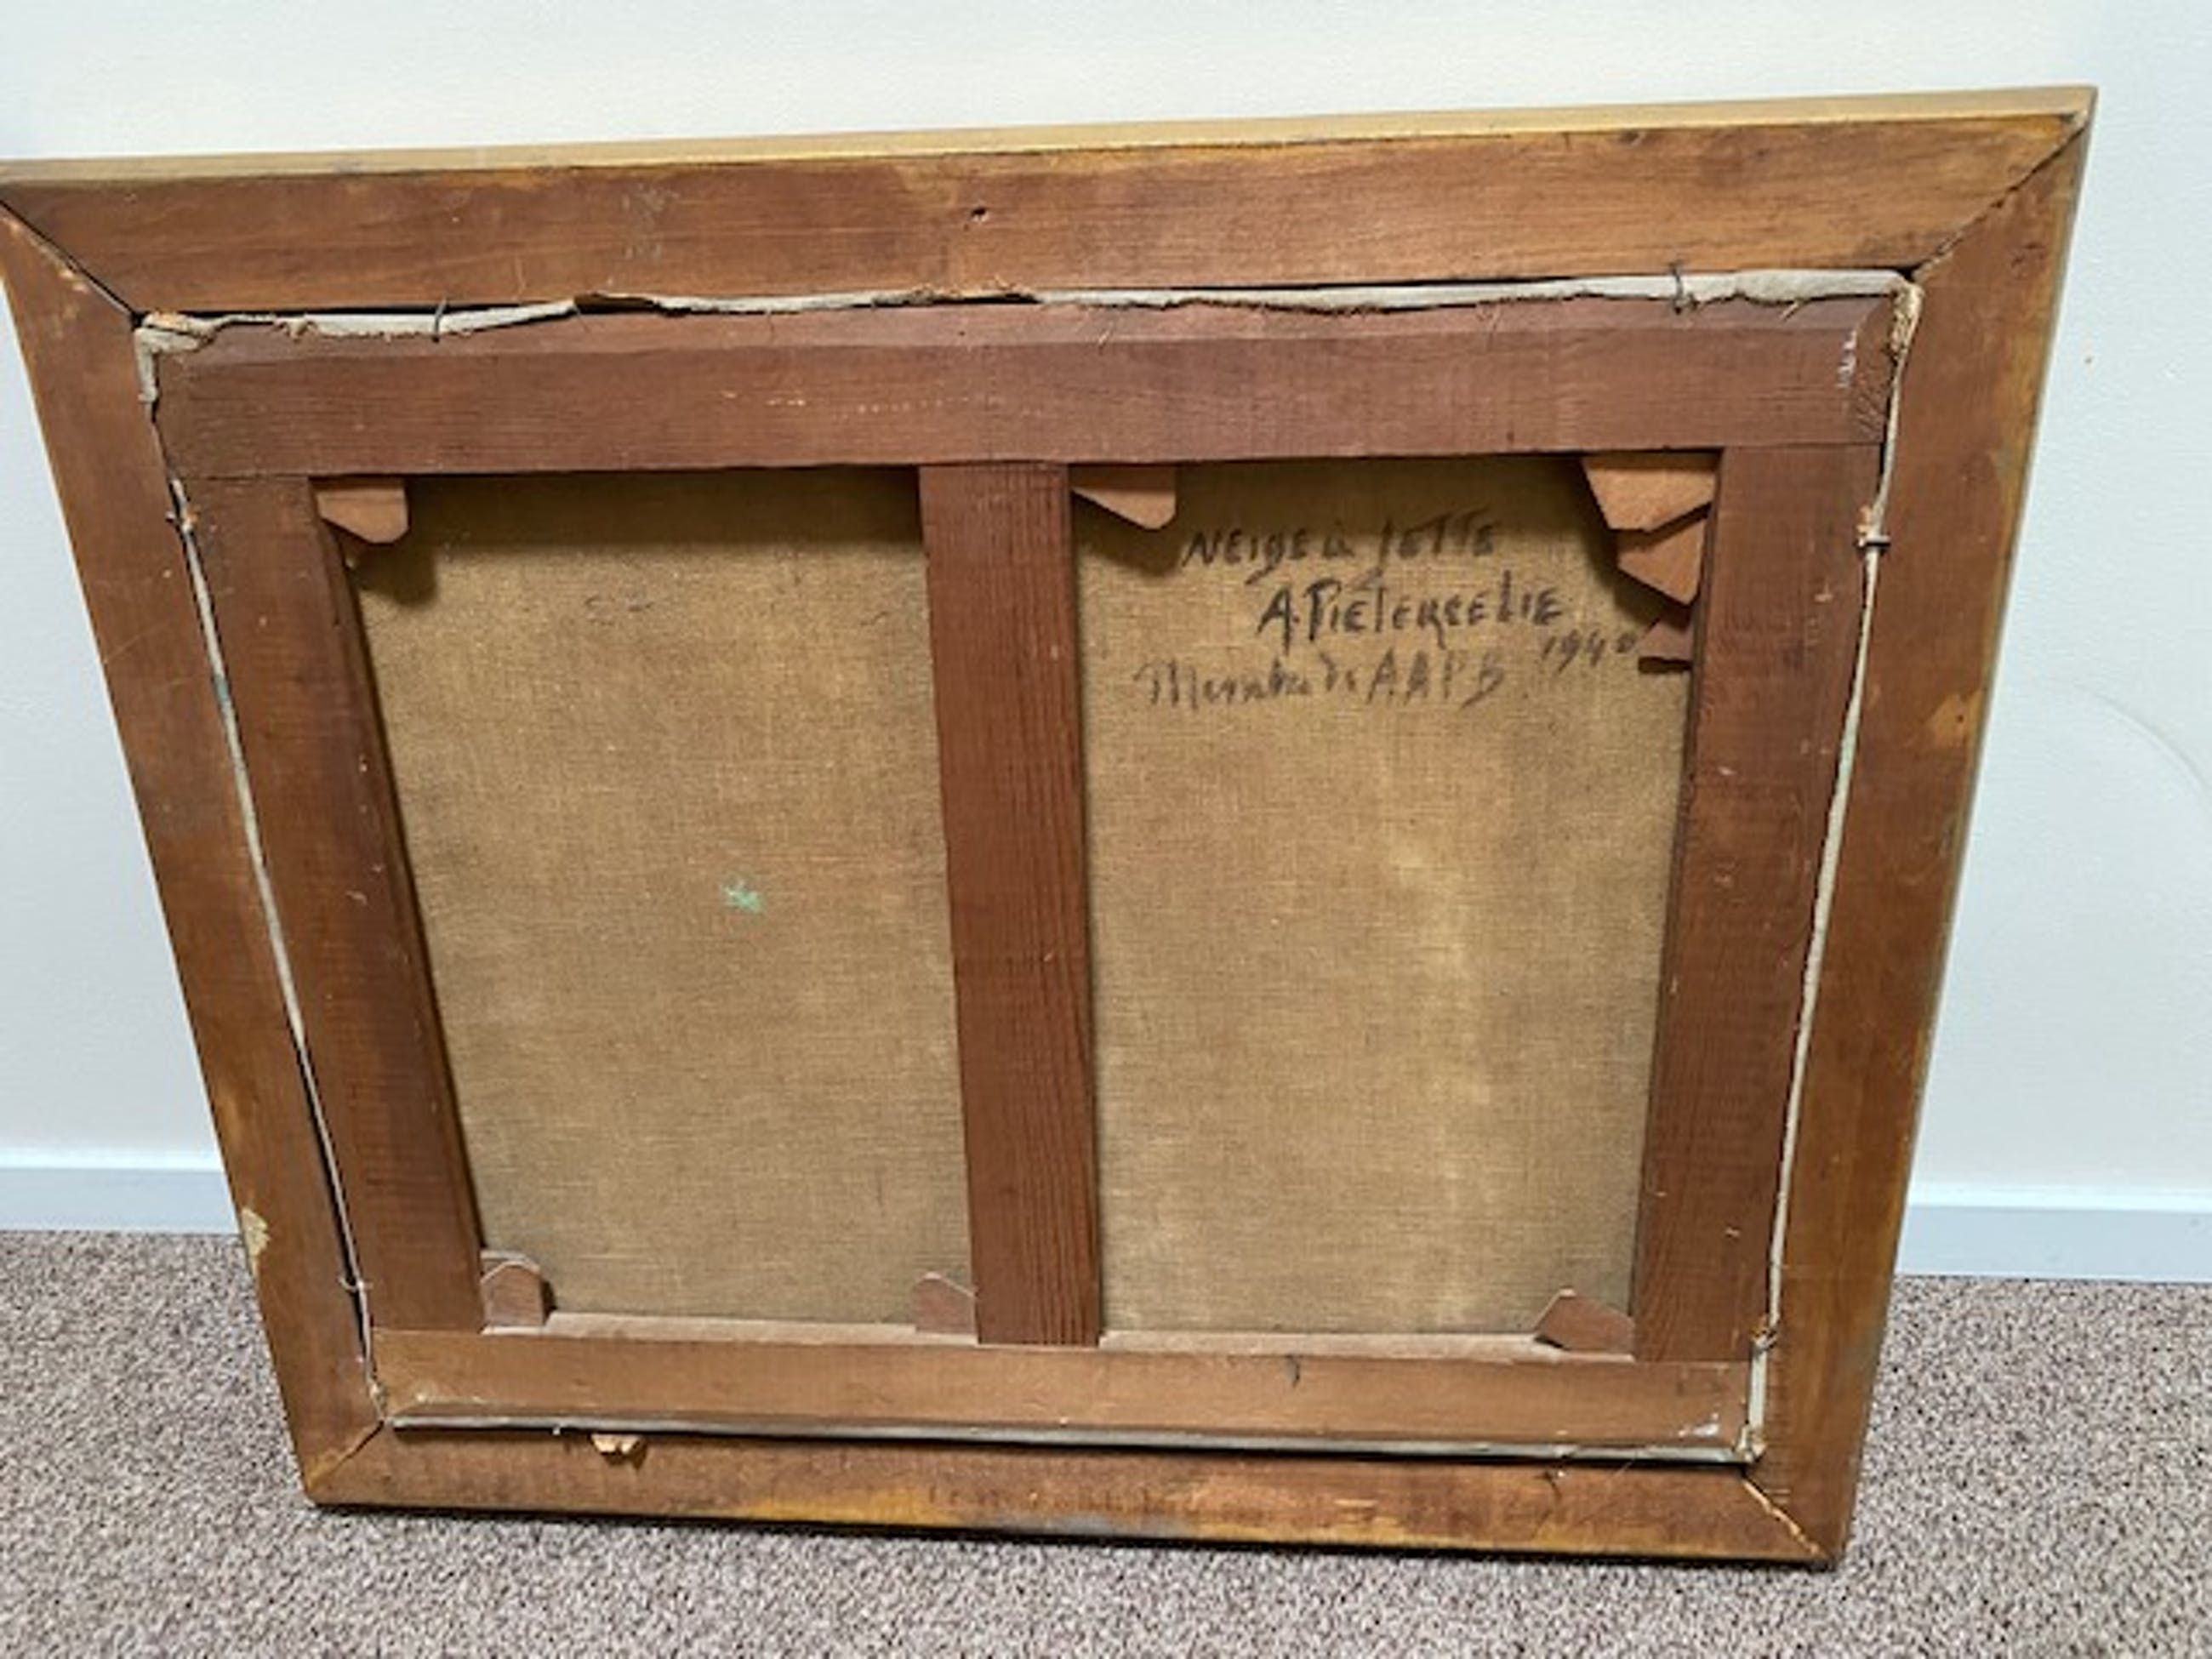 NEIGE à JETTE
A. PIETERCELIE
1940
Membre de AAPB.